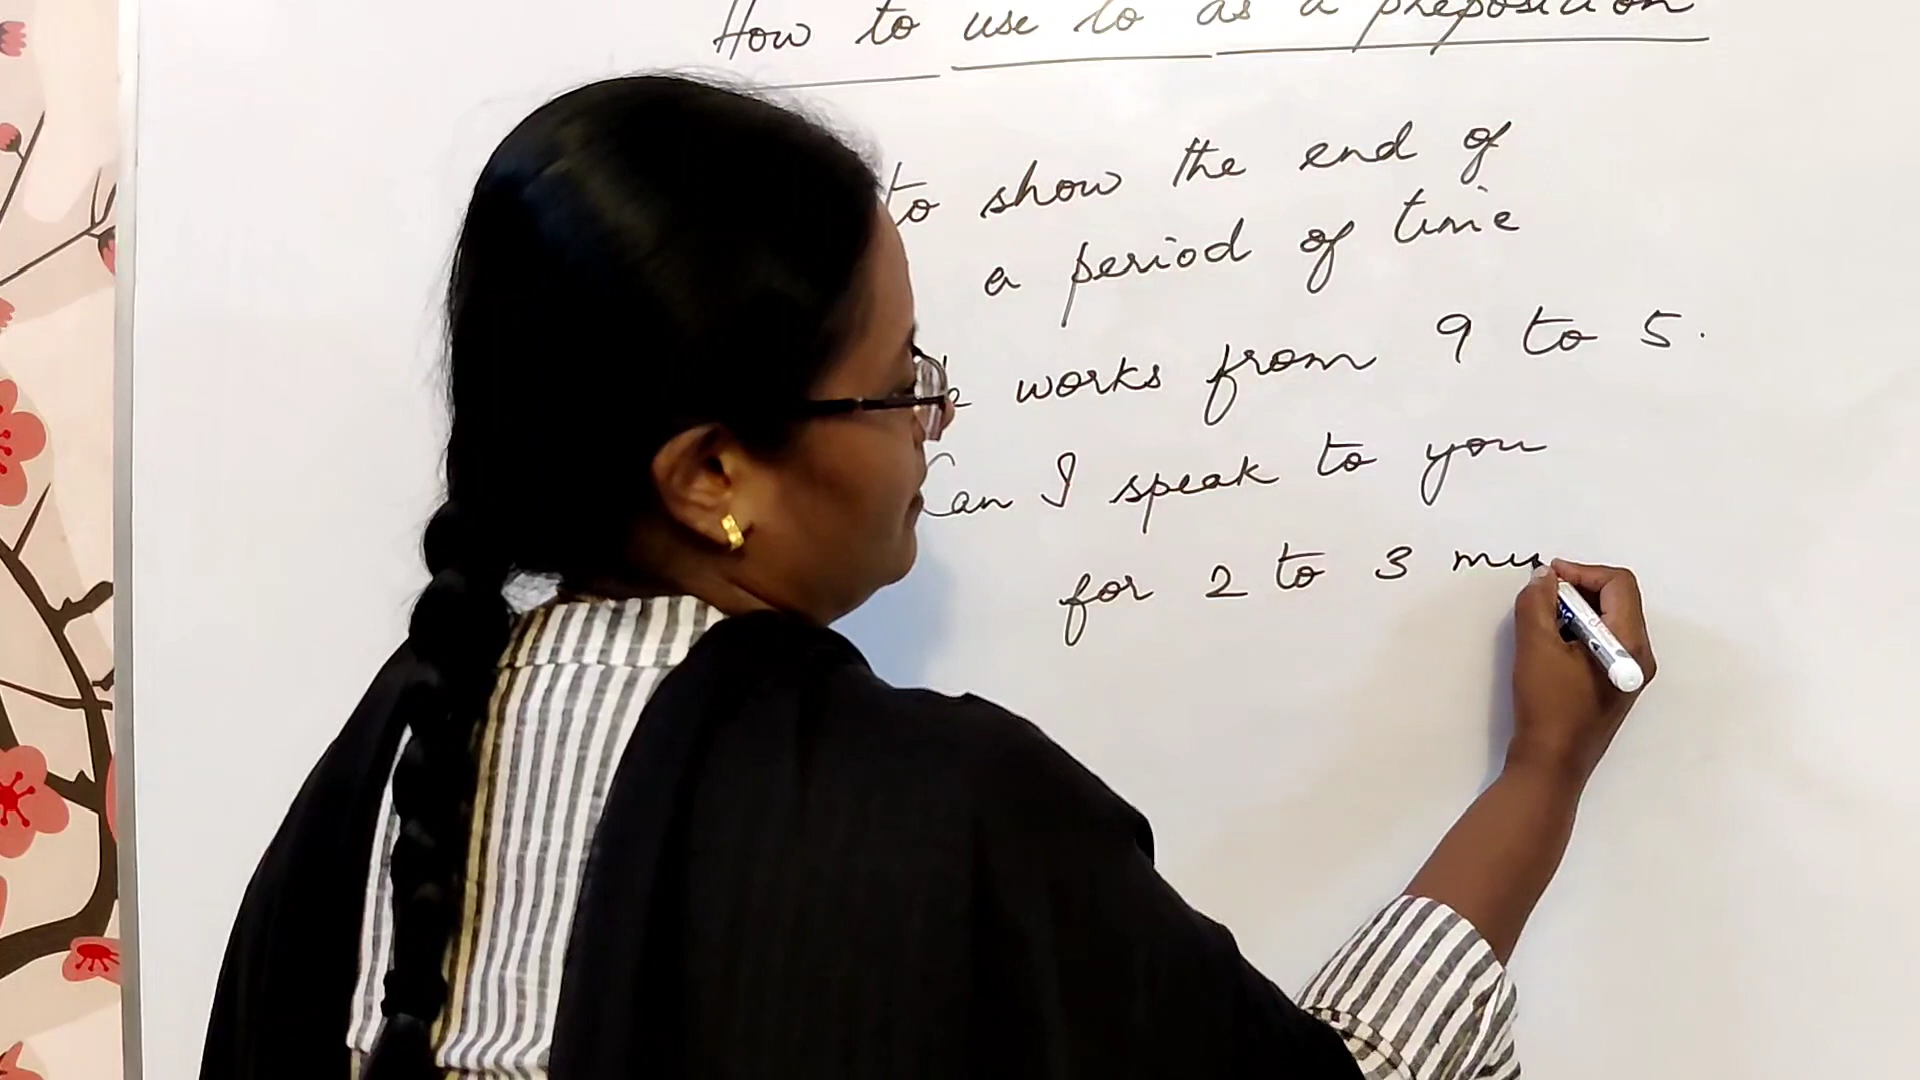 How to use to as a preposition
to show the end of
a period of time
works from 9 to 5.
Can I speak to you
for 2 to 3